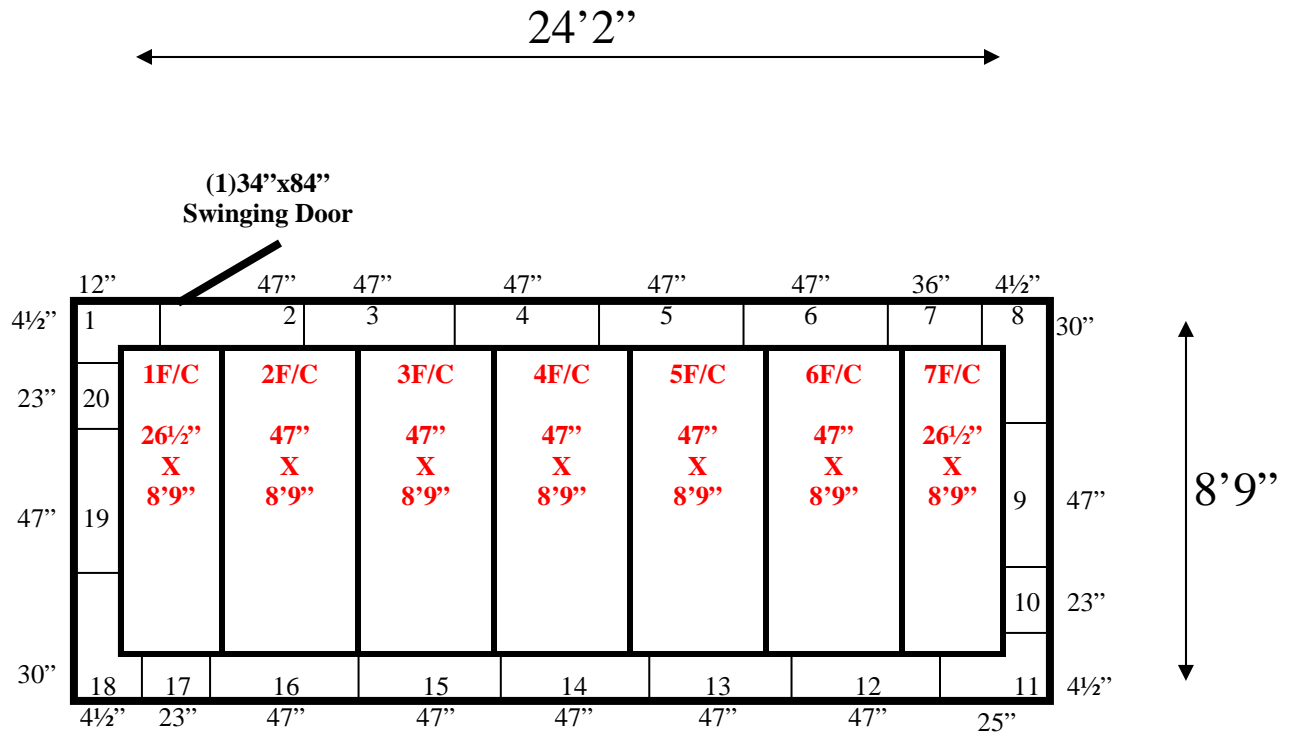 24’2”
(1)34”x84”
Swinging Door
12” 47” 47” 47” 47” 47” 36” 4½”
4½” 1 2 3 4 5 6 7 8 30”
1F/C 2F/C 3F/C 4F/C 5F/C 6F/C 7F/C
23” 20
26½” 47” 47” 47” 47” 47” 26½”
X X X X X X X
8’9” 8’9” 8’9” 8’9” 8’9” 8’9” 8’9”
9 47” 8’9”
47” 19
10 23”
30”
18 17 16 15 14 13 12 11 4½”
4½” 23” 47” 47” 47” 47” 47” 25”